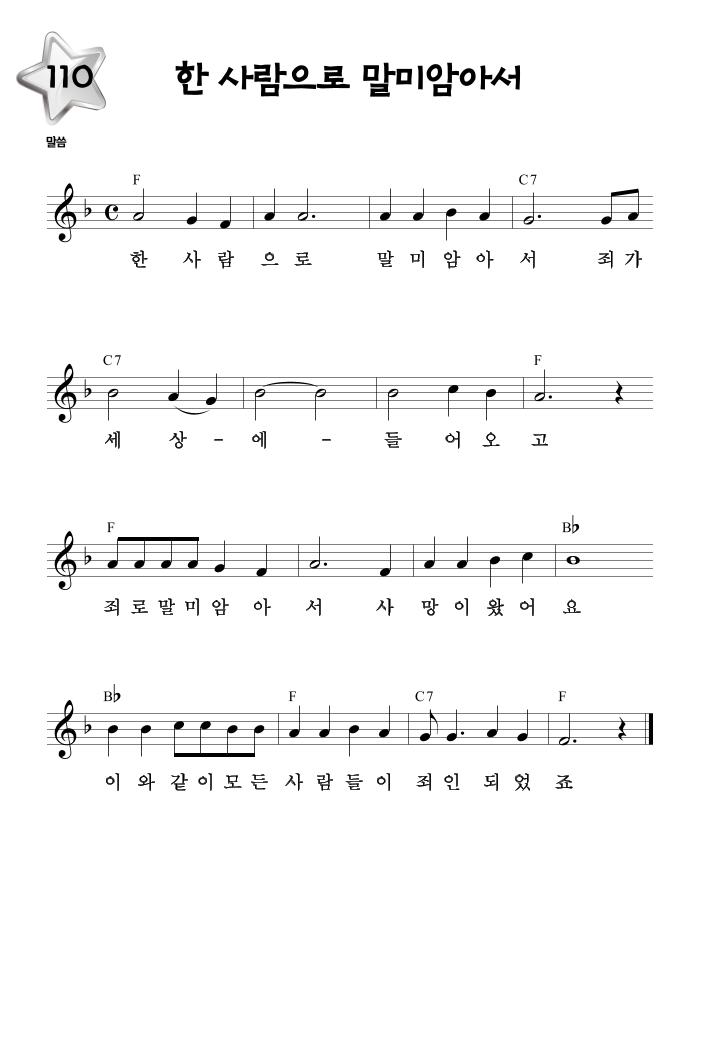 110
한 사람으로 말미암아서
말씀
F C7
한 사 람 으 로 말 미 암 아 서 죄 가
C7 F
세 상 - 에 - 들 어 오 고
F B♭
죄 로 말 미 암 아 서 사 망 이 왔 어 요
B♭ F C7 F
이 와 같 이 모 든 사 람 들 이 죄 인 되 었 죠